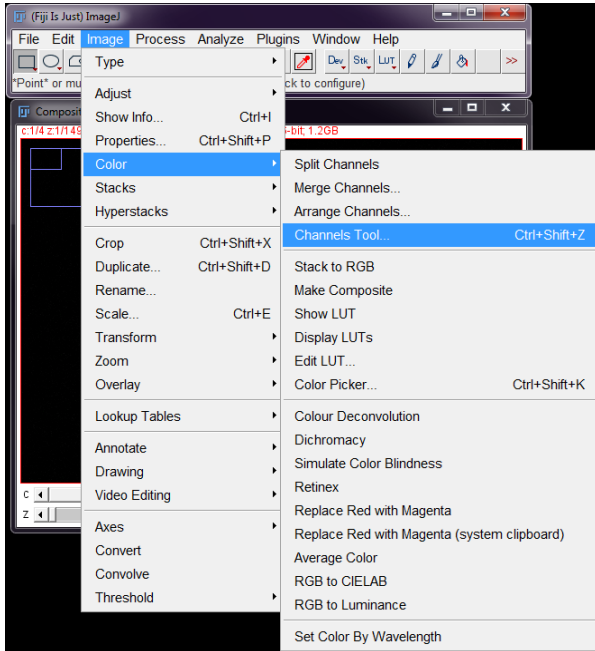 (Fiji Is Just) ImageJ
File Edit Image Process Analyze Plugins Window Help
Dev Stk LUT >>
*Point* or mu
ck to configure)
Type
Adjust
Show Info... Ctrl+I
Properties... Ctrl+Shift+P
Color
Stacks
Hyperstacks
Crop Ctrl+Shift+X
Duplicate... Ctrl+Shift+D
Rename...
Scale... Ctrl+E
Transform
Zoom
Overlay
Lookup Tables
Annotate
Drawing
Video Editing
Axes
Convert
Convolve
Threshold
Composit
c:1/4 z:1/149
-bit; 1.2GB
C
Z
Split Channels
Merge Channels...
Arrange Channels...
Channels Tool... Ctrl+Shift+Z
Stack to RGB
Make Composite
Show LUT
Display LUTs
Edit LUT...
Color Picker... Ctrl+Shift+K
Colour Deconvolution
Dichromacy
Simulate Color Blindness
Retinex
Replace Red with Magenta
Replace Red with Magenta (system clipboard)
Average Color
RGB to CIELAB
RGB to Luminance
Set Color By Wavelength